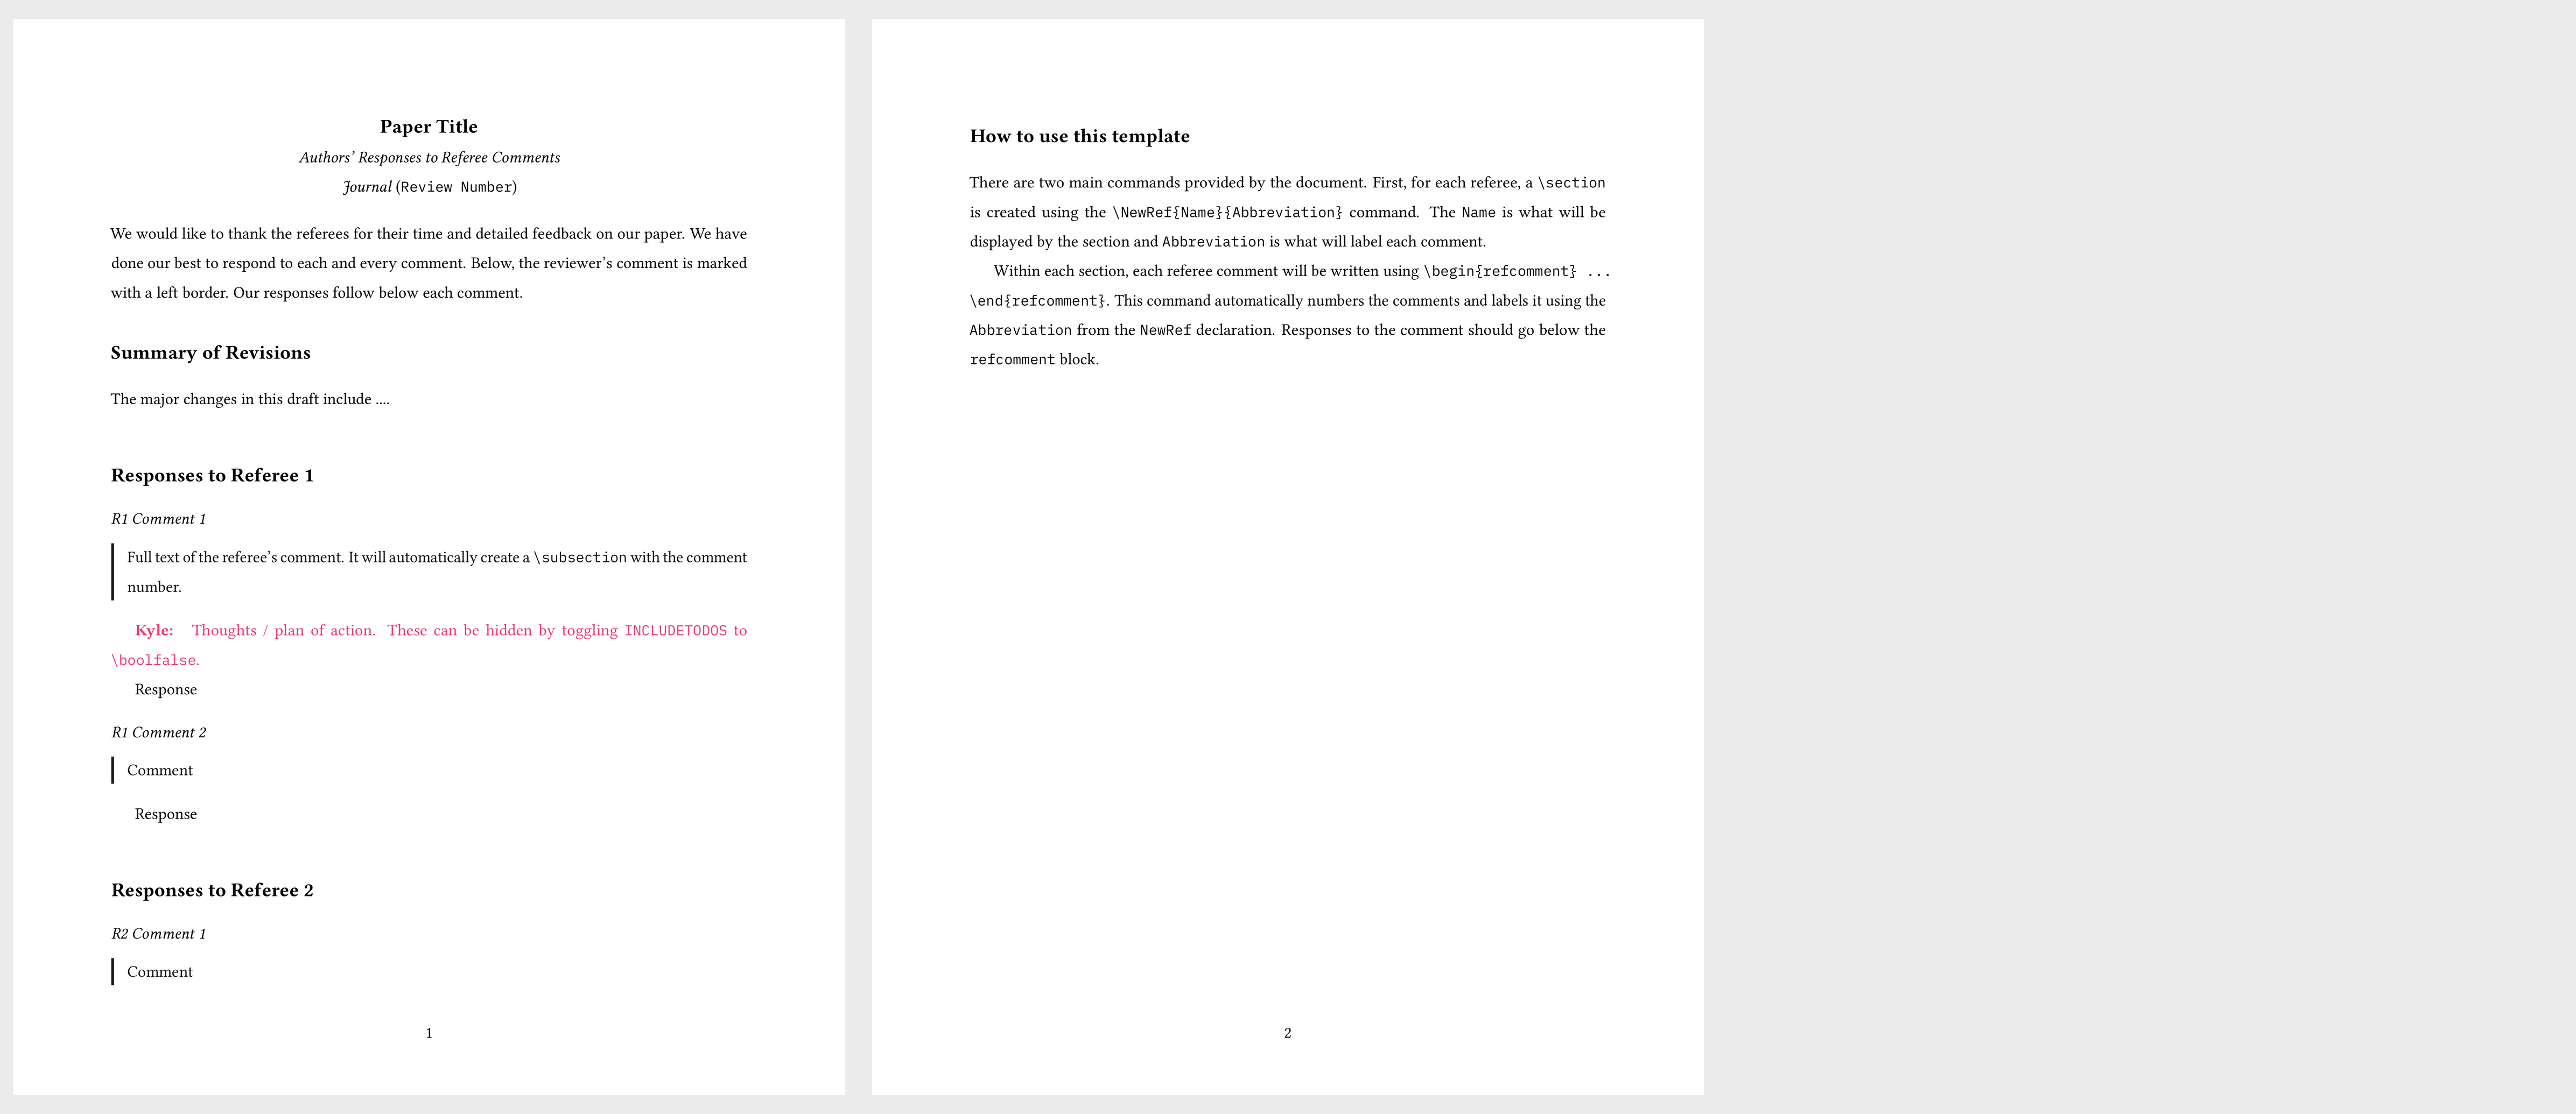 Paper Title
Authors’ Responses to Referee Comments
Journal (Review Number)
We would like to thank the referees for their time and detailed feedback on our paper. We have
done our best to respond to each and every comment. Below, the reviewer’s comment is marked
with a left border. Our responses follow below each comment.
Summary of Revisions
The major changes in this draft include ....
Responses to Referee 1
R1 Comment 1
Full text of the referee’s comment. It will automatically create a \subsection with the comment
number.
Kyle: Thoughts / plan of action. These can be hidden by toggling INCLUDETODOS to
\boolfalse.
Response
R1 Comment 2
Comment
Response
Responses to Referee 2
R2 Comment 1
Comment
1
How to use this template
There are two main commands provided by the document. First, for each referee, a \section
is created using the \NewRef{Name}{Abbreviation} command. The Name is what will be
displayed by the section and Abbreviation is what will label each comment.
Within each section, each referee comment will be written using \begin{refcomment} ...
\end{refcomment}. This command automatically numbers the comments and labels it using the
Abbreviation from the NewRef declaration. Responses to the comment should go below the
refcomment block.
2